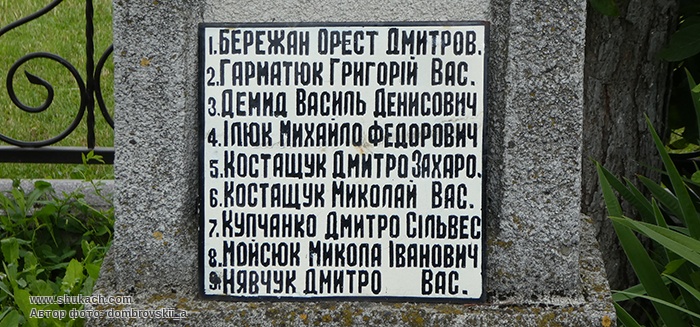 1. БЕРЕЖАН ОРЕСТ ДМИТРОВ.
2. ГАРМАТЮК ГРИГОРІЙ ВАС.
3. ДЕМИД ВАСИЛЬ ДЕНИСОВИЧ
4. ІЛЮК МИХАЙЛО ФЕДОРОВИЧ
5. КОСТАЩУК ДМИТРО ЗАХАРО.
6. КОСТАЩУК МИКОЛАЙ ВАС.
7. КУПЧАНКО ДМИТРО СІЛЬВЕС
8. МОЙСЮК МИКОЛА ІВАНОВИЧ
9. НЯВЧУК ДМИТРО ВАС.
www.shukach.com
Автор фото: dombrovskii_a